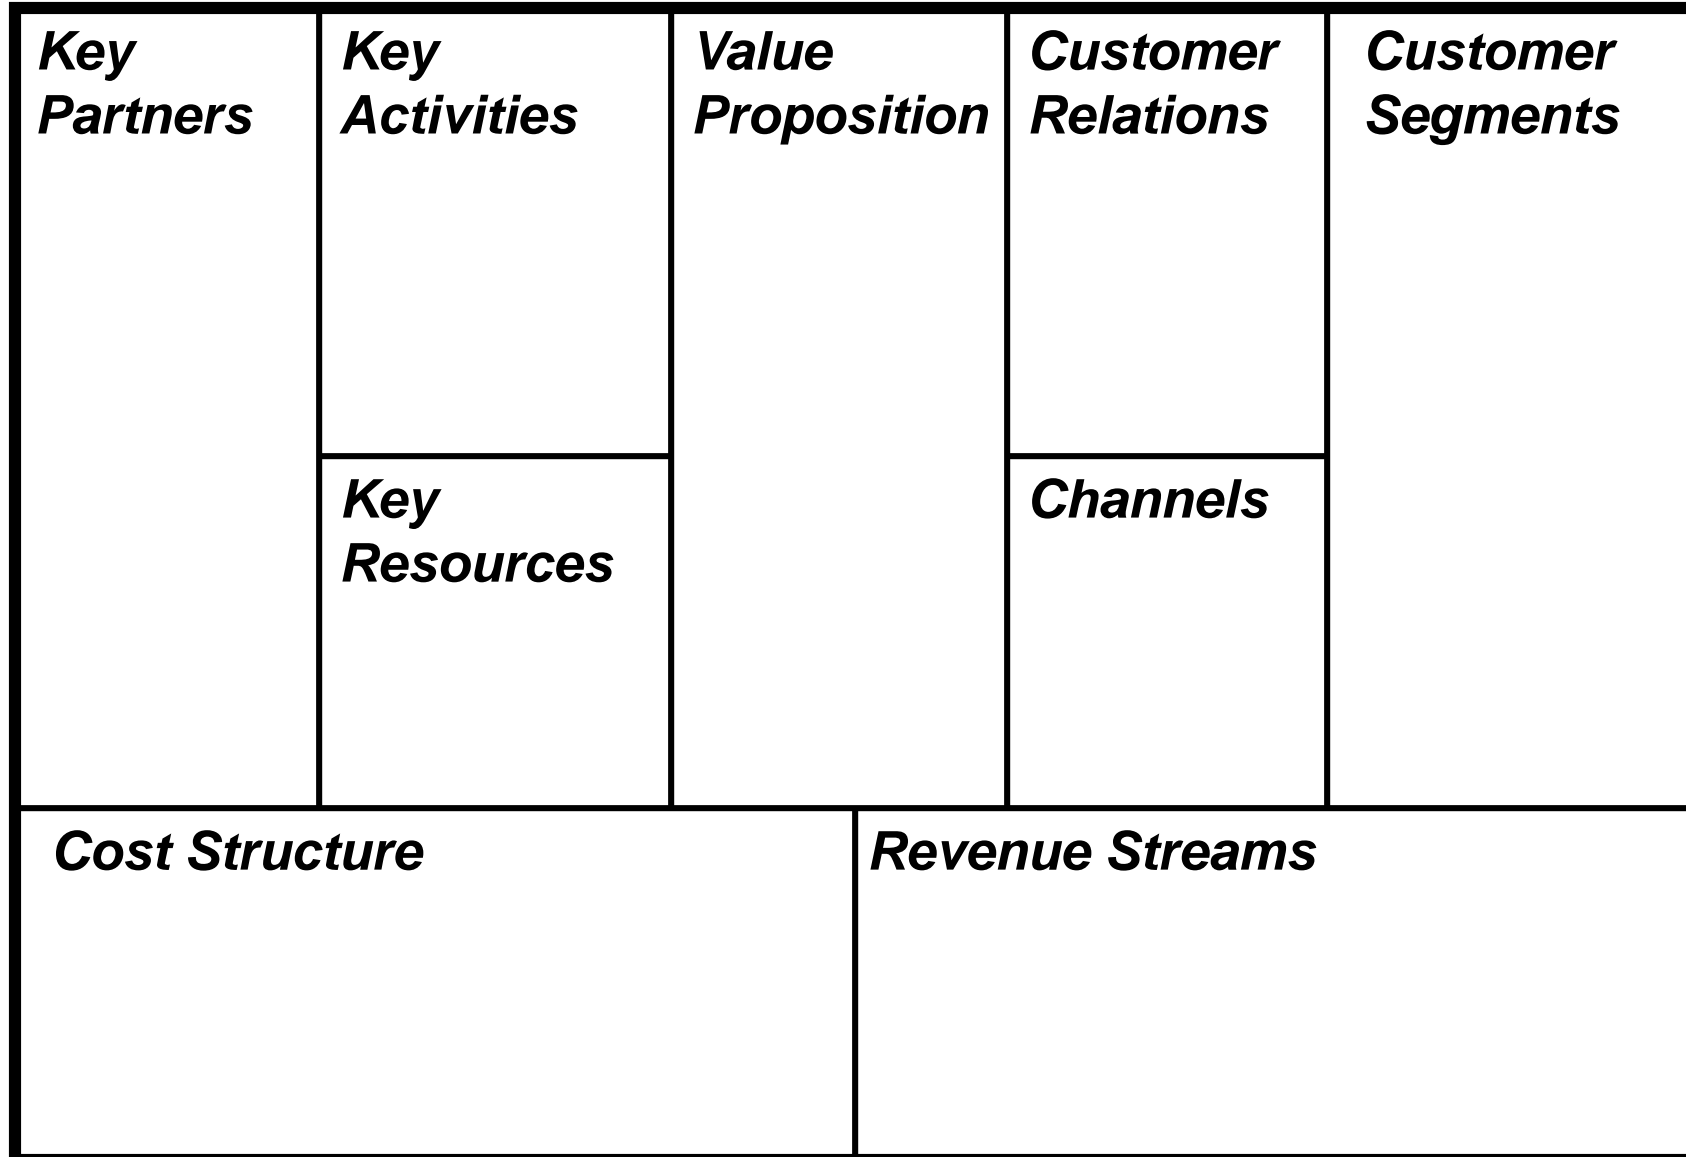 Key
Partners
Key
Activities
Key
Resources
Value
Proposition
Customer
Relations
Channels
Customer
Segments
Cost Structure
Revenue Streams